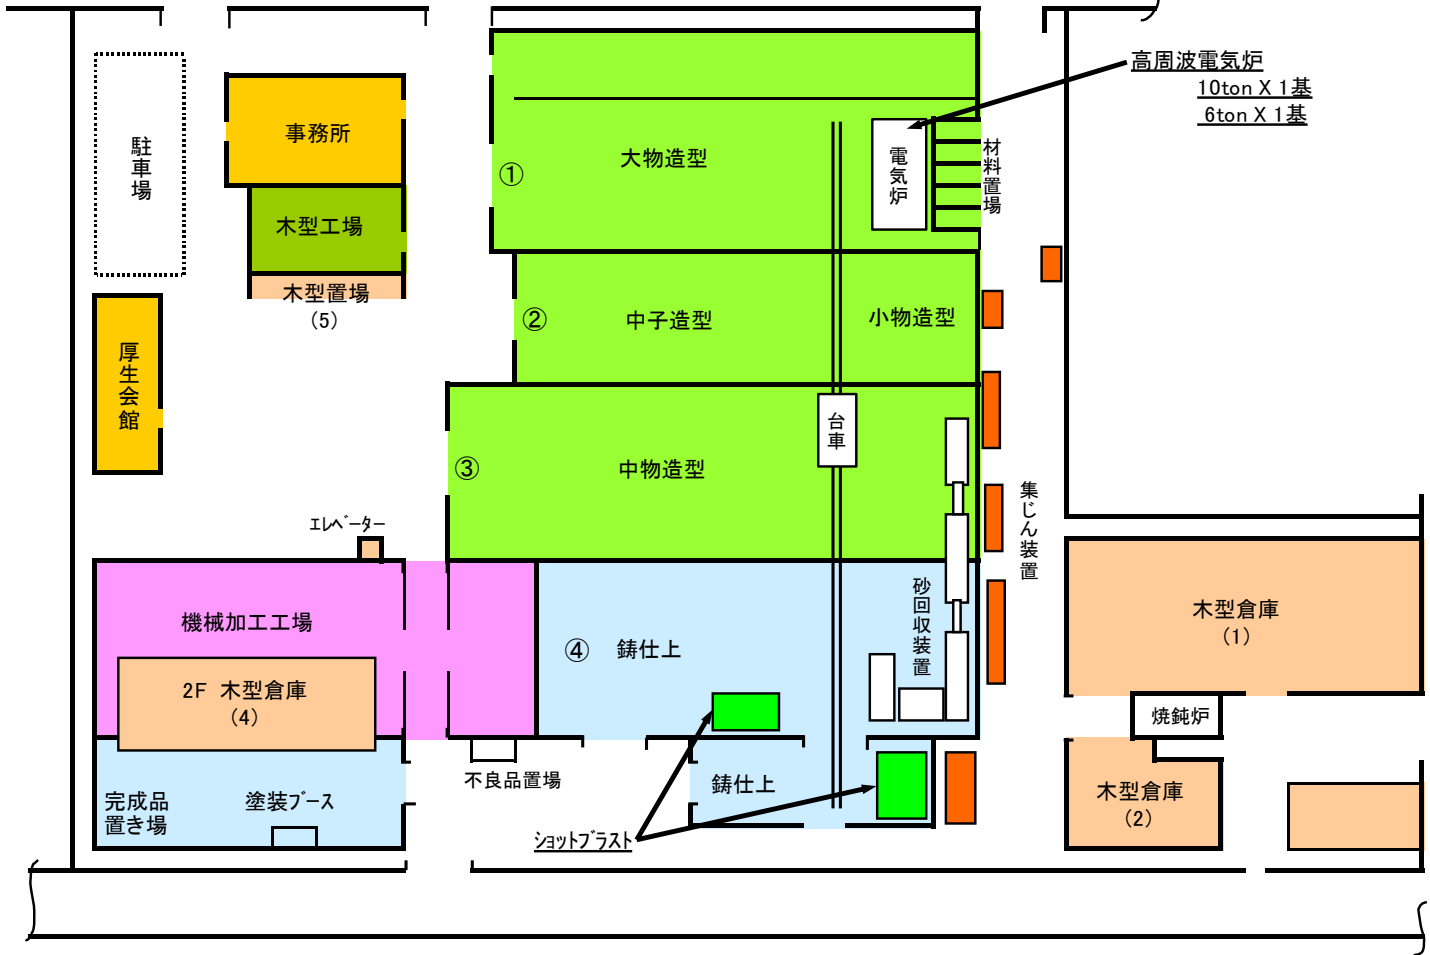 高周波電気炉
10ton X 1基
6ton X 1基
駐車場
事務所
木型工場
木型置場
(5)
厚生会館
①
大物造型
電気炉
材料置場
②
中子造型
小物造型
③
中物造型
台車
集じん装置
エレベーター
機械加工工場
2F 木型倉庫
(4)
④
鋳仕上
砂回収装置
木型倉庫
(1)
焼鈍炉
木型倉庫
(2)
不良品置場
鋳仕上
完成品
置き場
塗装ブース
ショットブラスト